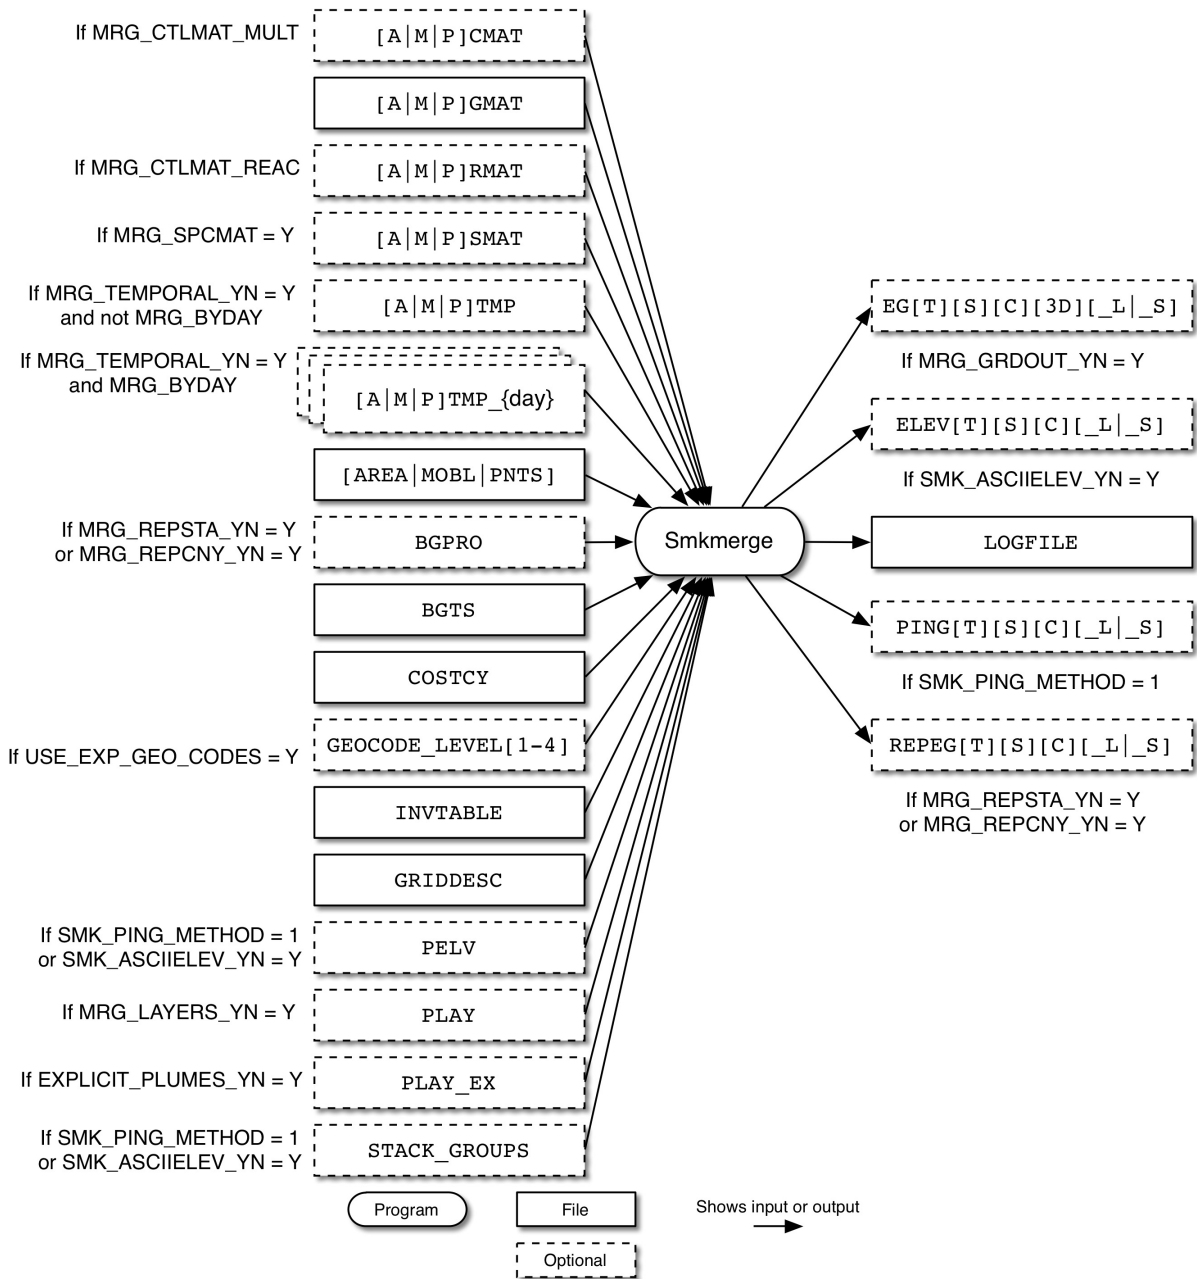 If MRG_CTLMAT_MULT
[A|M|P]CMAT
[A|M|P]GMAT
If MRG_CTLMAT_REAC
[A|M|P]RMAT
If MRG_SPCMAT = Y
[A|M|P]SMAT
If MRG_TEMPORAL_YN = Y
and not MRG_BYDAY
[A|M|P]TMP
If MRG_TEMPORAL_YN = Y
and MRG_BYDAY
[A|M|P]TMP_{day}
[AREA|MOBL|PNTS]
If MRG_REPSTA_YN = Y
or MRG_REPCNY_YN = Y
BGPRO
BGTS
COSTCY
If USE_EXP_GEO_CODES = Y
GEOCODE_LEVEL[1-4]
INVTABLE
GRIDDESC
If SMK_PING_METHOD = 1
or SMK_ASCIIELEV_YN = Y
PELV
If MRG_LAYERS_YN = Y
PLAY
If EXPLICIT_PLUMES_YN = Y
PLAY_EX
If SMK_PING_METHOD = 1
or SMK_ASCIIELEV_YN = Y
STACK_GROUPS
Smkmerge
EG[T][S][C][3D][_L|_S]
If MRG_GRDOUT_YN = Y
ELEV[T][S][C][_L|_S]
If SMK_ASCIIELEV_YN = Y
LOGFILE
PING[T][S][C][_L|_S]
If SMK_PING_METHOD = 1
REPEG[T][S][C][_L|_S]
If MRG_REPSTA_YN = Y
or MRG_REPCNY_YN = Y
Program
File
Shows input or output
Optional